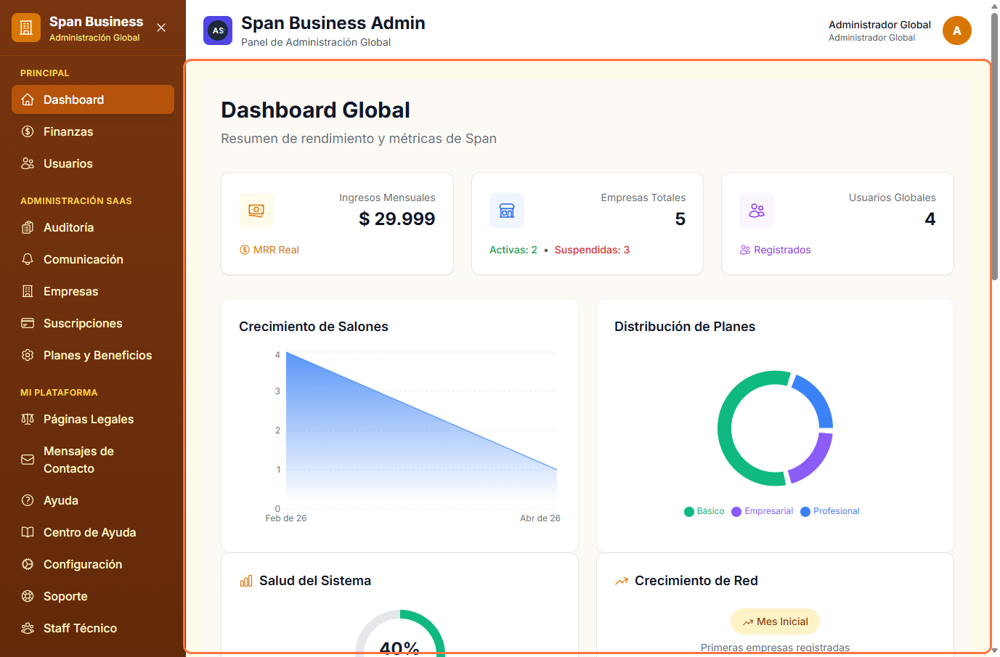 Span Business
Administración Global
PRINCIPAL
Dashboard
Finanzas
Usuarios
ADMINISTRACIÓN SAAS
Auditoría
Comunicación
Empresas
Suscripciones
Planes y Beneficios
MI PLATAFORMA
Páginas Legales
Mensajes de
Contacto
Ayuda
Centro de Ayuda
Configuración
Soporte
Staff Técnico
AS
Span Business Admin
Panel de Administración Global
Administrador Global
Administrador Global
A
Dashboard Global
Resumen de rendimiento y métricas de Span
Ingresos Mensuales
$ 29.999
MRR Real
Empresas Totales
5
Activas: 2 • Suspendidas: 3
Usuarios Globales
4
Registrados
Crecimiento de Salones
4
3
2
1
0
Feb de 26
Abr de 26
Distribución de Planes
Básico
Empresarial
Profesional
Salud del Sistema
40%
Crecimiento de Red
Mes Inicial
Primeras empresas registradas